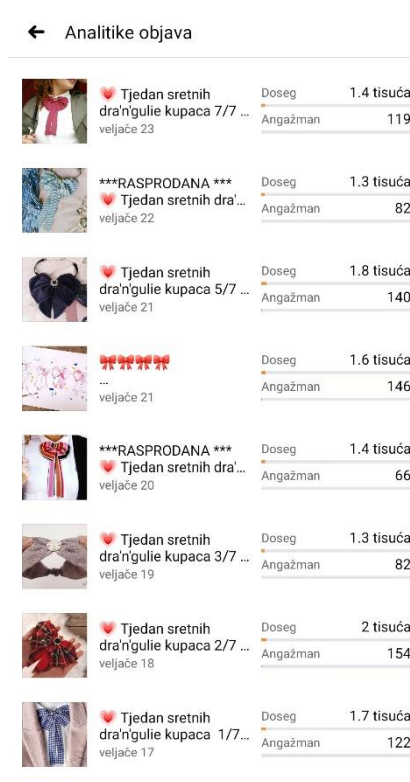 Analitike objava
❤ Tjedan sretnih
dra'n'gulie kupaca 7/7 ...
veljače 23
Doseg 1.4 tisuća
Angažman 119
***RASPRODANA ***
❤ Tjedan sretnih dra'...
veljače 22
Doseg 1.3 tisuća
Angažman 82
❤ Tjedan sretnih
dra'n'gulie kupaca 5/7 ...
veljače 21
Doseg 1.8 tisuća
Angažman 140
🎀🎀🎀🎀
...
veljače 21
Doseg 1.6 tisuća
Angažman 146
***RASPRODANA ***
❤ Tjedan sretnih dra'...
veljače 20
Doseg 1.4 tisuća
Angažman 66
❤ Tjedan sretnih
dra'n'gulie kupaca 3/7 ...
veljače 19
Doseg 1.3 tisuća
Angažman 82
❤ Tjedan sretnih
dra'n'gulie kupaca 2/7 ...
veljače 18
Doseg 2 tisuća
Angažman 154
❤ Tjedan sretnih
dra'n'gulie kupaca 1/7...
veljače 17
Doseg 1.7 tisuća
Angažman 122